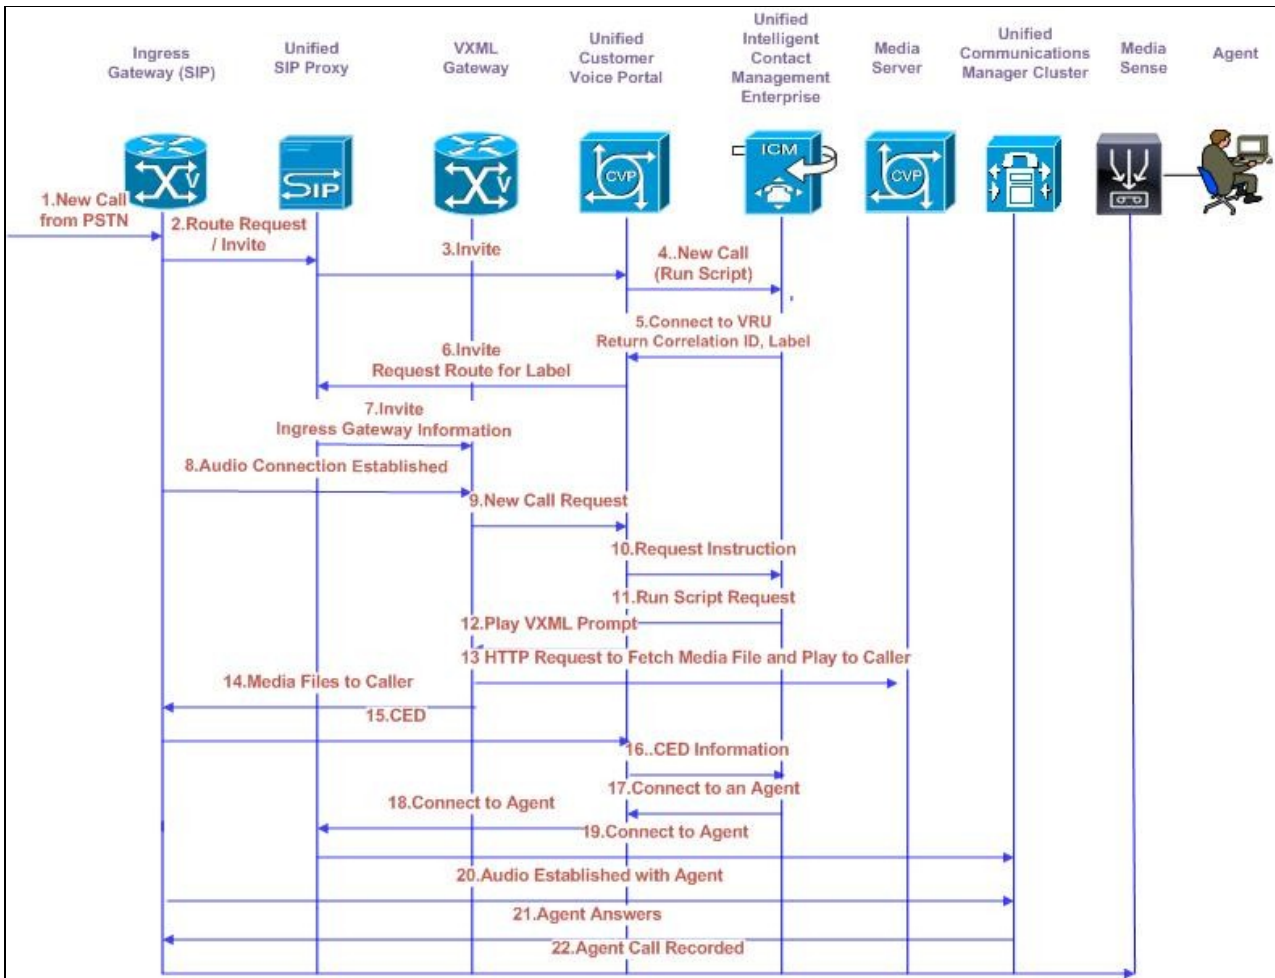 Ingress
Gateway (SIP)
Unified
SIP Proxy
VXML
Gateway
Unified
Customer
Voice Portal
Unified
Intelligent
Contact
Management
Enterprise
Media
Server
Unified
Communications
Manager Cluster
Media
Sense
Agent
V
SIP
V
CVP
ICM
CVP
1.New Call
from PSTN
2.Route Request
/ Invite
3.Invite
4..New Call
(Run Script)
5.Connect to VRU
Return Correlation ID, Label
6.Invite
Request Route for Label
7.Invite
Ingress Gateway Information
8.Audio Connection Established
9.New Call Request
10.Request Instruction
11.Run Script Request
12.Play VXML Prompt
13 HTTP Request to Fetch Media File and Play to Caller
14.Media Files to Caller
15.CED
16..CED Information
17.Connect to an Agent
18.Connect to Agent
19.Connect to Agent
20.Audio Established with Agent
21.Agent Answers
22.Agent Call Recorded